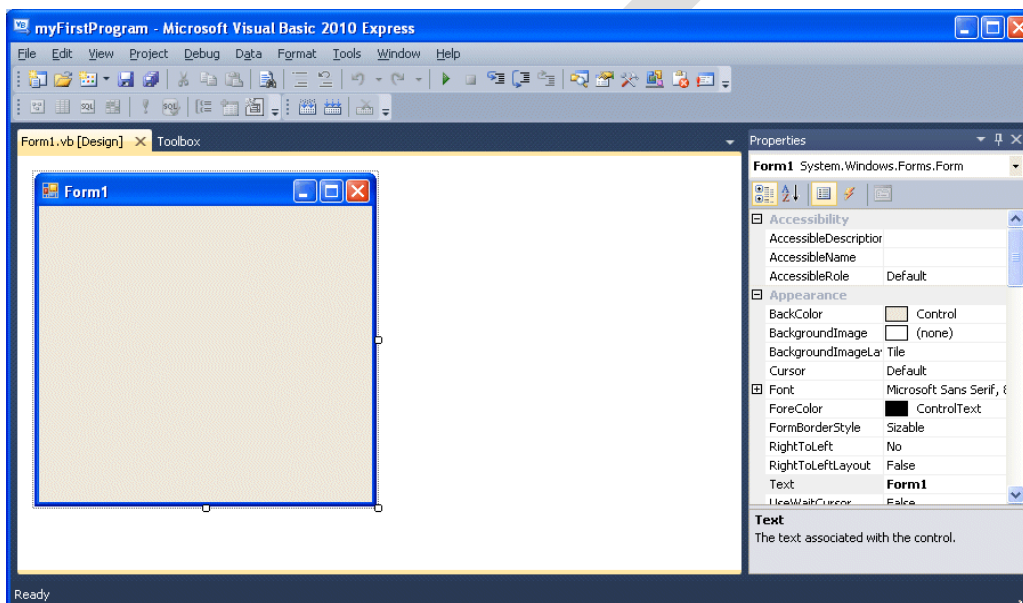 myFirstProgram - Microsoft Visual Basic 2010 Express
File Edit View Project Debug Data Format Tools Window Help
Form1.vb [Design] Toolbox
Form1
Properties
Form1 System.Windows.Forms.Form
Accessibility
AccessibleDescription
AccessibleName
AccessibleRole Default
Appearance
BackColor Control
BackgroundImage (none)
BackgroundImageLa Tile
Cursor Default
Font Microsoft Sans Serif,
ForeColor ControlText
FormBorderStyle Sizable
RightToLeft No
RightToLeftLayout False
Text Form1
UseWaitCursor False
Text
The text associated with the control.
Ready